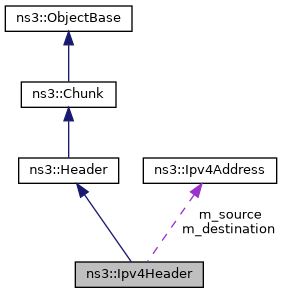 ns3::ObjectBase
ns3::Chunk
ns3::Header
ns3::Ipv4Address
m_source
m_destination
ns3::Ipv4Header